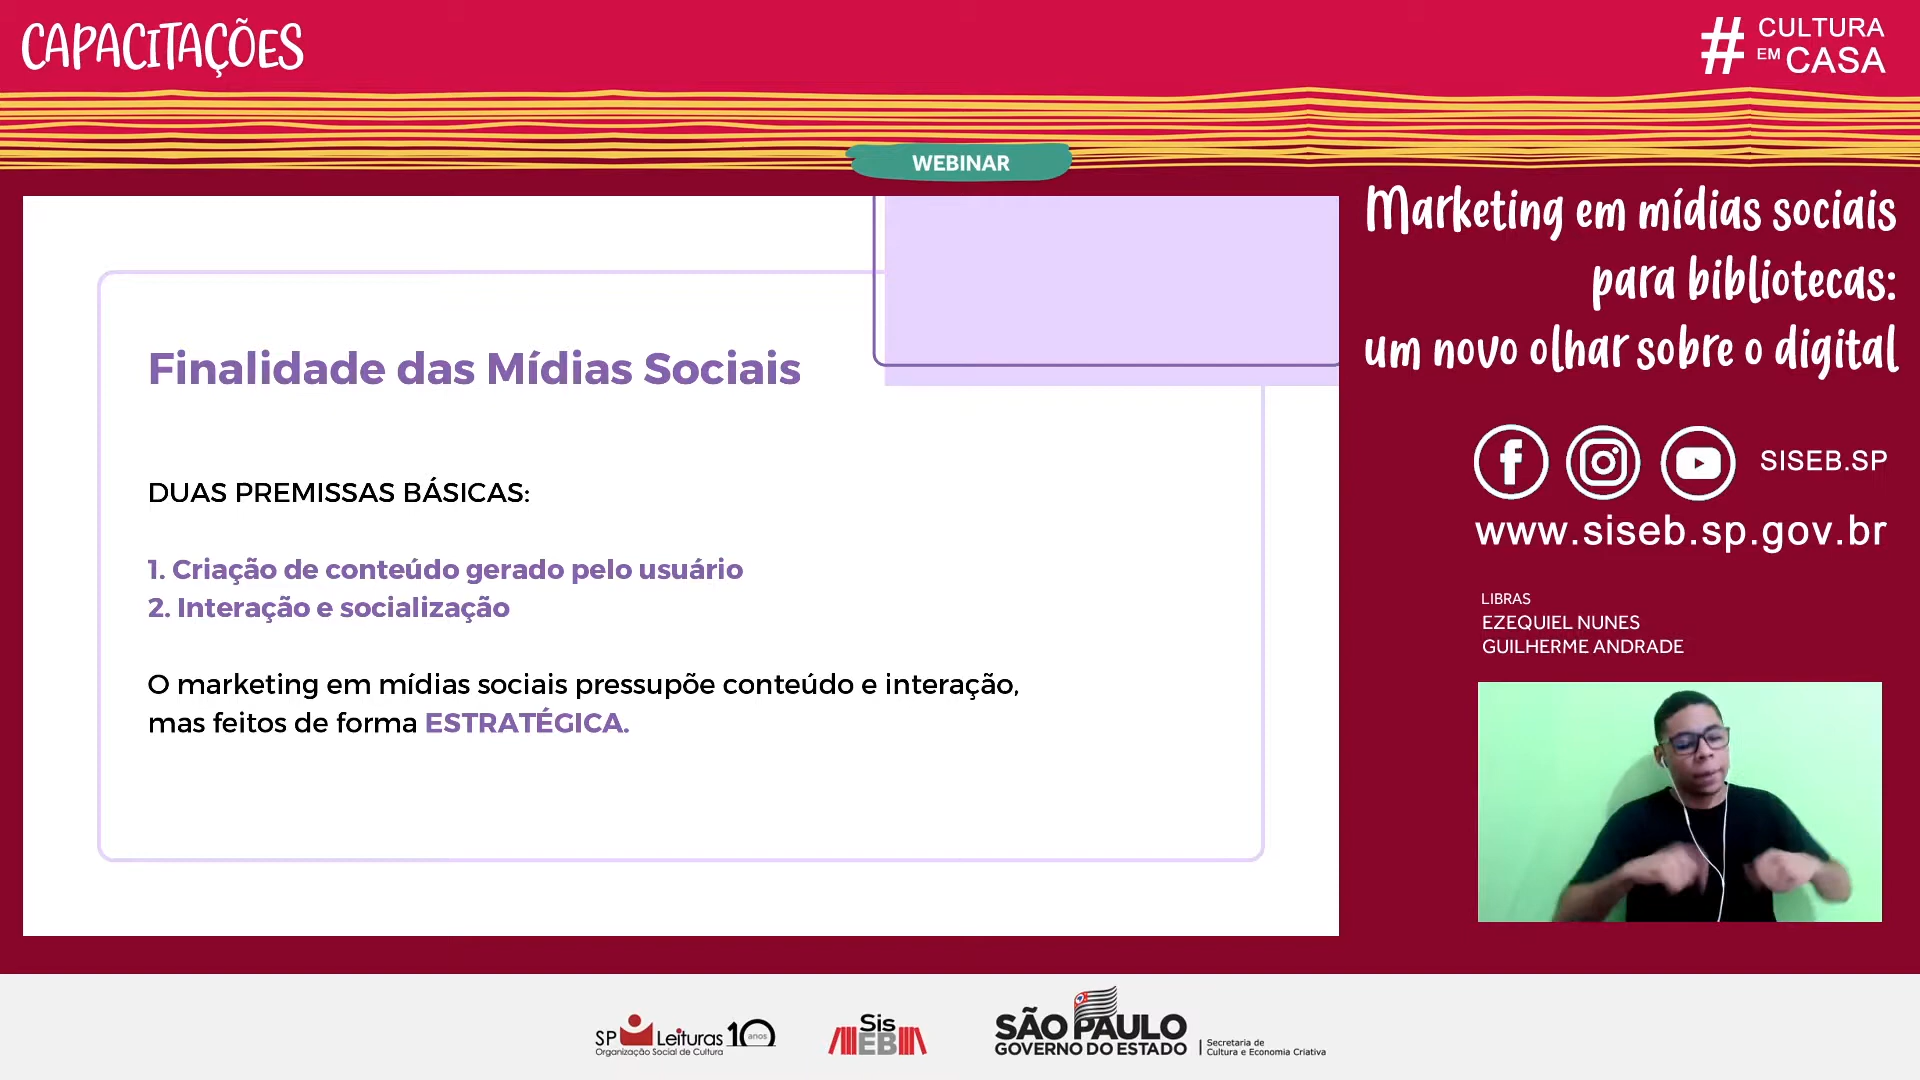 CAPACITAÇÕES
# CULTURA
EM CASA
WEBINAR
Marketing em mídias sociais
para bibliotecas:
um novo olhar sobre o digital
Finalidade das Mídias Sociais
DUAS PREMISSAS BÁSICAS:
1. Criação de conteúdo gerado pelo usuário
2. Interação e socialização
O marketing em mídias sociais pressupõe conteúdo e interação,
mas feitos de forma ESTRATÉGICA.
SISEB.SP
www.siseb.sp.gov.br
LIBRAS
EZEQUIEL NUNES
GUILHERME ANDRADE
SP Leituras 10 anos
Organização Social de Cultura
Sis
EB
SÃO PAULO
GOVERNO DO ESTADO
Secretaria de
Cultura e Economia Criativa